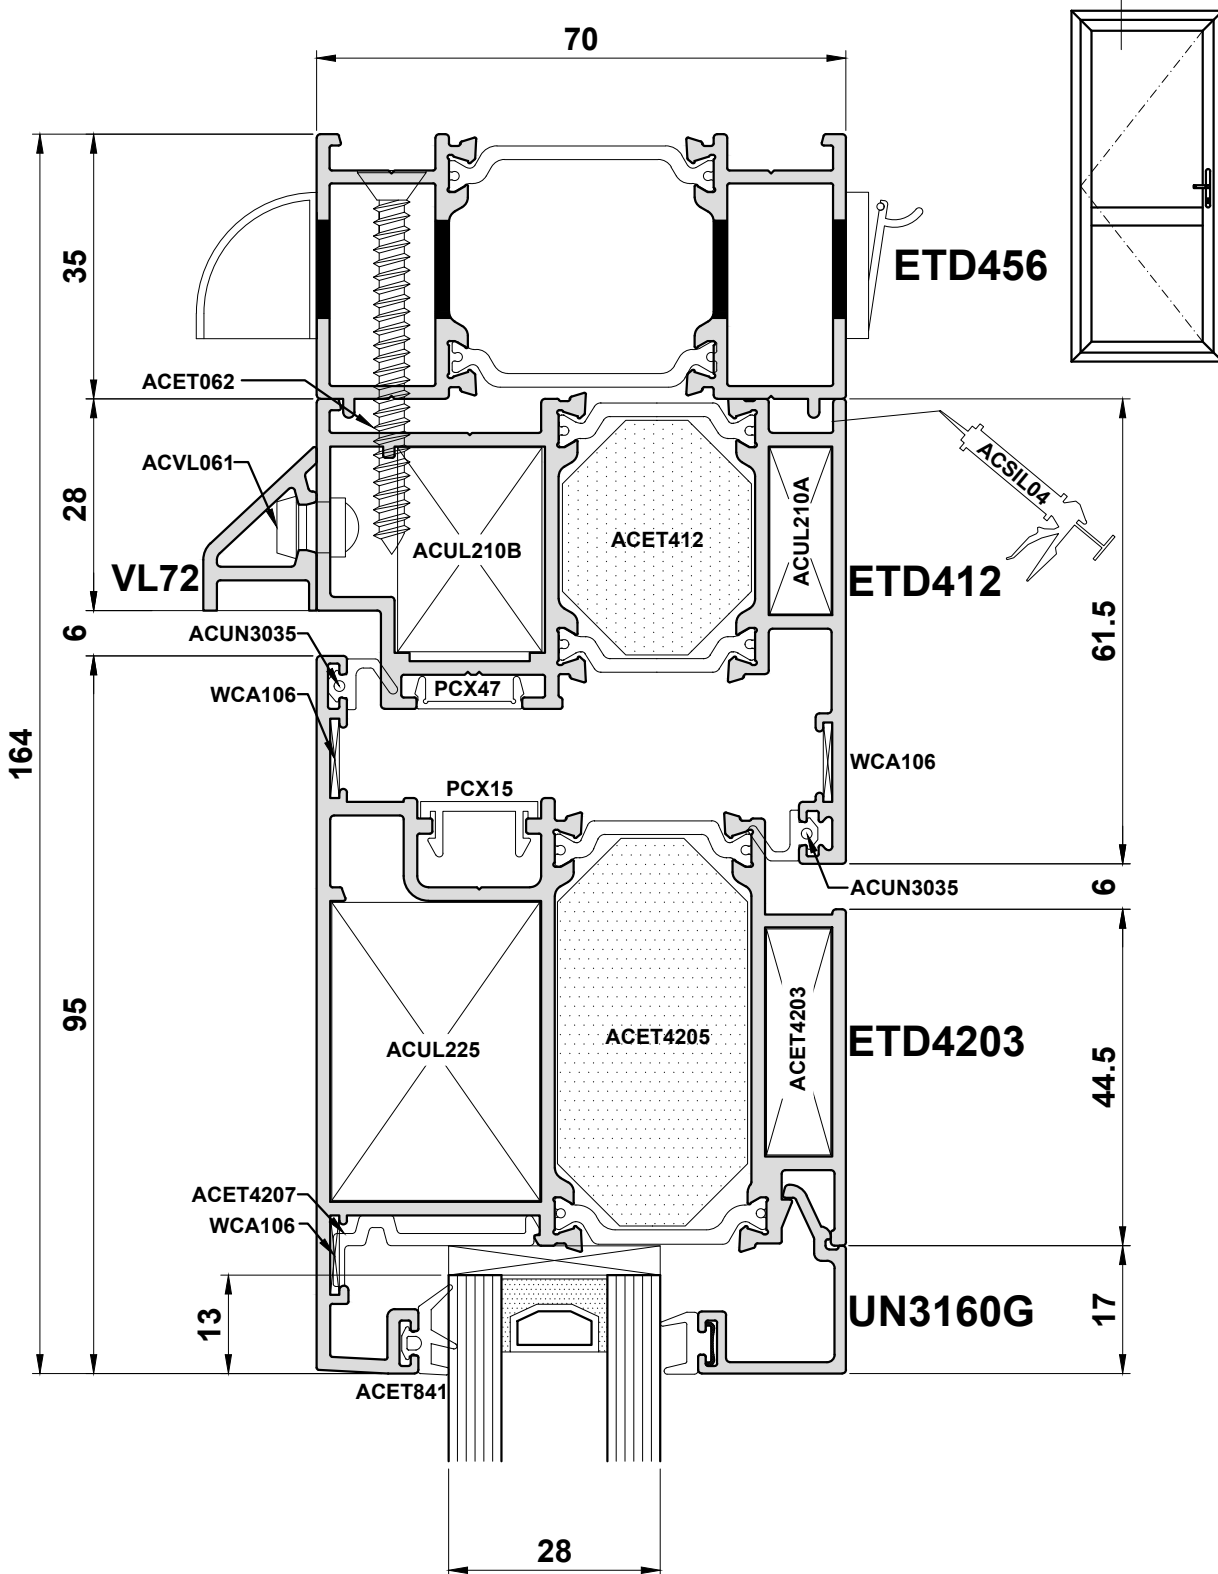 70
35
ETD456
ACET062
ACVL061
28
ACSIL04
ACUL210B
ACET412
ACUL210A
VL72
ETD412
6
ACUN3035
61.5
WCA106
PCX47
164
WCA106
PCX15
ACUN3035
6
95
ACUL225
ACET4205
ACET4203
ETD4203
44.5
ACET4207
WCA106
13
UN3160G
17
ACET841
28